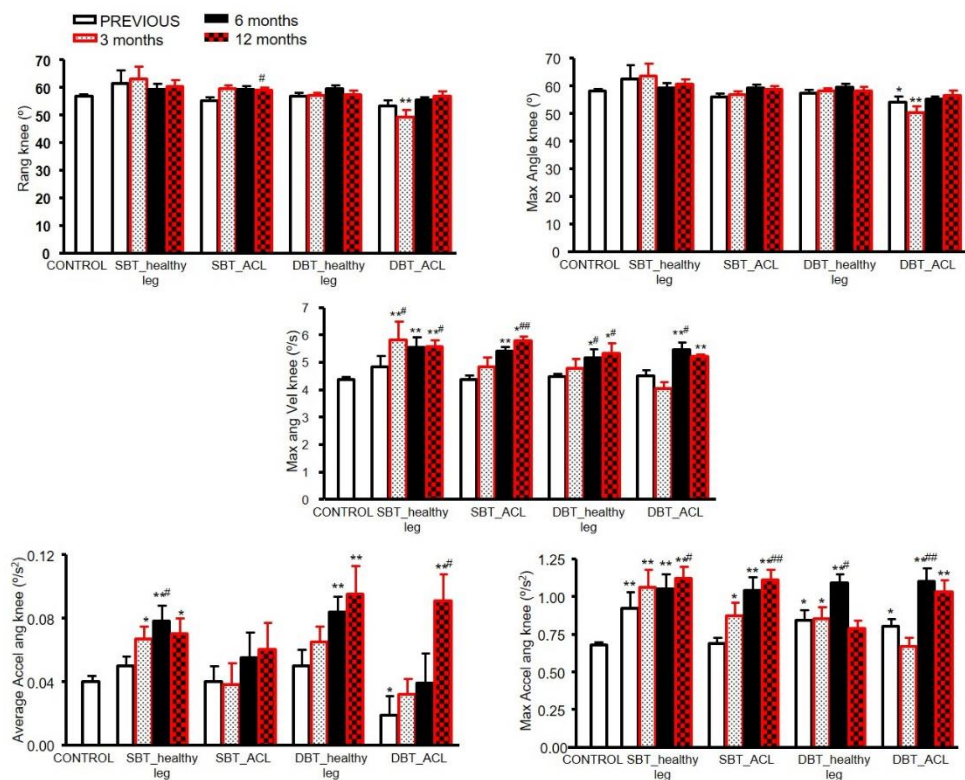 PREVIOUS
6 months
3 months
12 months
Rang knee (º)
70
60
50
40
30
20
10
0
#
**
CONTROL SBT_healthy leg SBT_ACL DBT_healthy leg DBT_ACL
Max Angle knee (º)
70
60
50
40
30
20
10
0
*
**
CONTROL SBT_healthy leg SBT_ACL DBT_healthy leg DBT_ACL
Max ang Vel knee (º/s)
7
6
5
4
3
2
1
0
**# ** **# ** *## *# *# **# **
CONTROL SBT_healthy leg SBT_ACL DBT_healthy leg DBT_ACL
Average Accel ang knee (º/s²)
0.12
0.08
0.04
0.00
* **# * ** ** * **#
CONTROL SBT_healthy leg SBT_ACL DBT_healthy leg DBT_ACL
Max Accel ang knee (º/s²)
1.25
1.00
0.75
0.50
0.25
0.00
** ** ** **# * ** **## * * **# * **## **
CONTROL SBT_healthy leg SBT_ACL DBT_healthy leg DBT_ACL